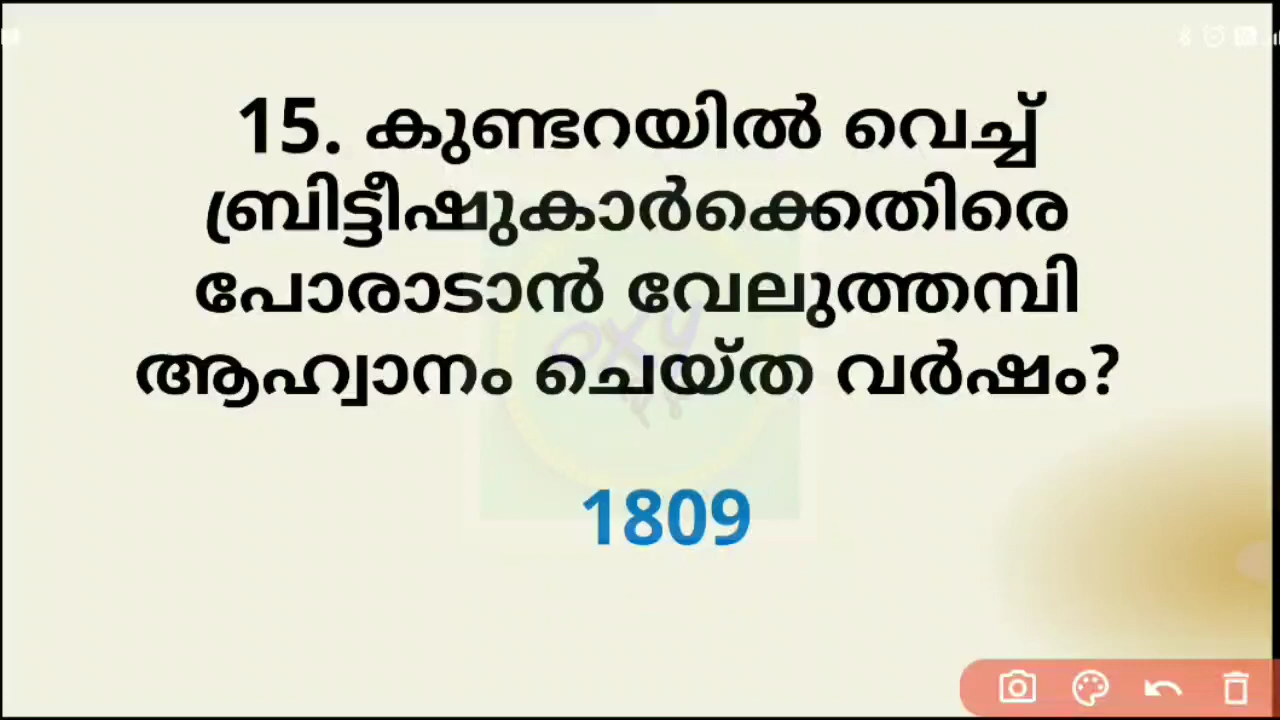 15. കുണ്ടറയിൽ വെച്ച്
ബ്രിട്ടീഷുകാർക്കെതിരെ
പോരാടാൻ വേലുത്തമ്പി
ആഹ്വാനം ചെയ്ത വർഷം?
1809